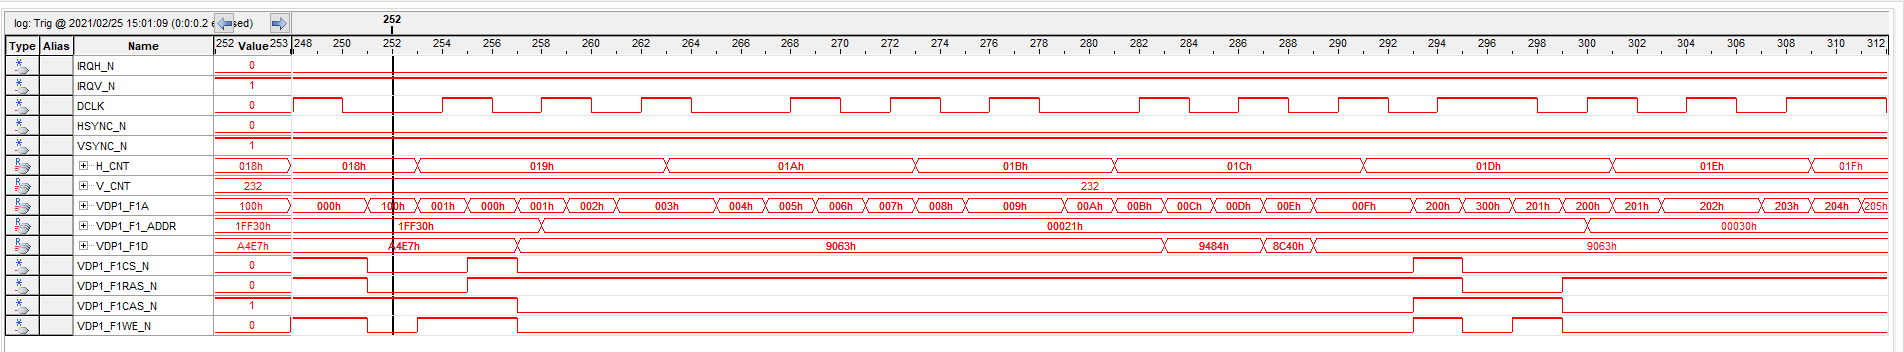 log: Trig @ 2021/02/25 15:01:09 (0:0:0.2 sed)
252
Type Alias Name 252 Value 253 248 250 252 254 256 258 260 262 264 266 268 270 272 274 276 278 280 282 284 286 288 290 292 294 296 298 300 302 304 306 308 310 312
IRQH_N 0
IRQV_N 1
DCLK 0
HSYNC_N 0
VSYNC_N 1
H_CNT 018h 018h 019h 01Ah 01Bh 01Ch 01Dh 01Eh 01Fh
V_CNT 232 232
VDP1_F1A 100h 000h 100h 001h 000h 001h 002h 003h 004h 005h 006h 007h 008h 009h 00Ah 00Bh 00Ch 00Dh 00Eh 00Fh 200h 300h 201h 200h 201h 202h 203h 204h 205h
VDP1_F1_ADDR 1FF30h 1FF30h 00021h 00030h
VDP1_F1D A4E7h A4E7h 9063h 9484h 8C40h 9063h
VDP1_F1CS_N 0
VDP1_F1RAS_N 0
VDP1_F1CAS_N 1
VDP1_F1WE_N 0